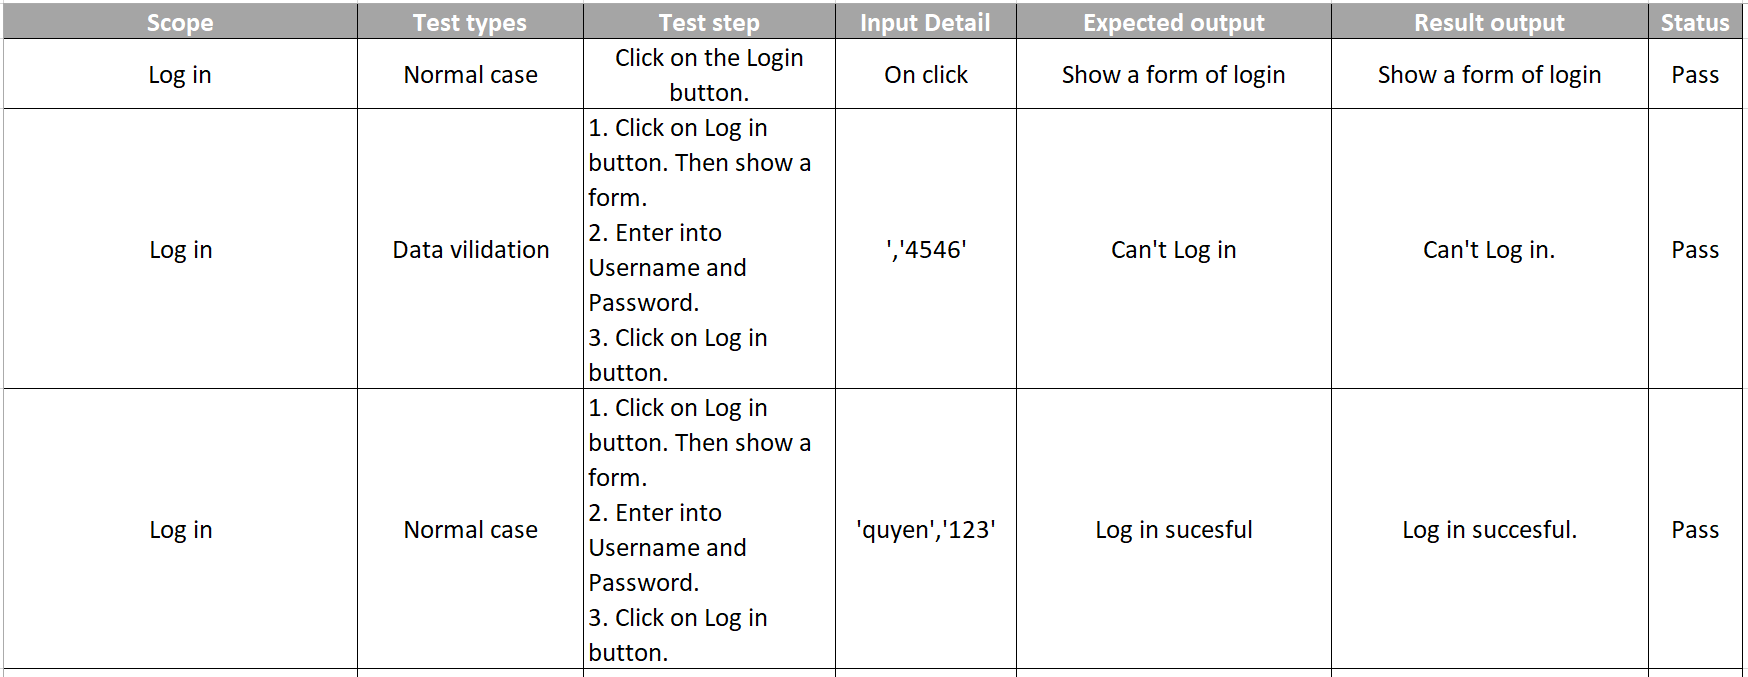 Scope Test types Test step Input Detail Expected output Result output Status
Log in Normal case Click on the Login On click Show a form of login Show a form of login Pass
button.
1. Click on Log in
button. Then show a
form.
2. Enter into
Log in Data vilidation Username and ','4546' Can't Log in Can't Log in. Pass
Password.
3. Click on Log in
button.
1. Click on Log in
button. Then show a
form.
2. Enter into
Log in Normal case Username and 'quyen','123' Log in sucesful Log in succesful. Pass
Password.
3. Click on Log in
button.